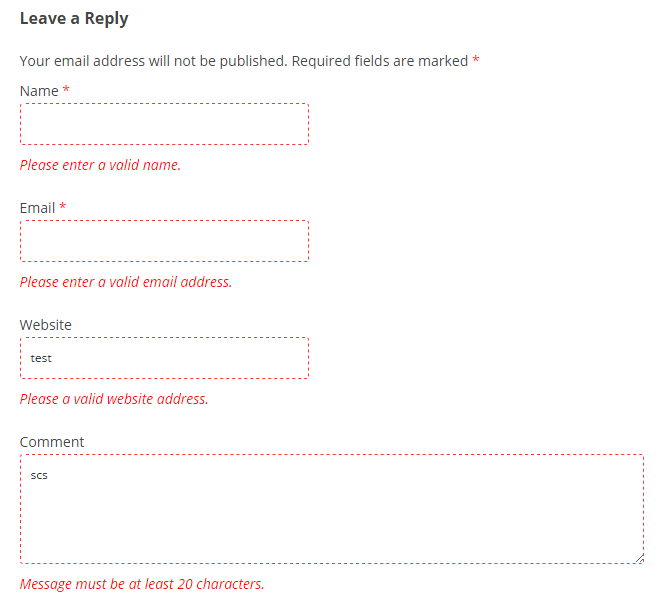 Leave a Reply
Your email address will not be published. Required fields are marked *
Name *
Please enter a valid name.
Email *
Please enter a valid email address.
Website
test
Please a valid website address.
Comment
scs
Message must be at least 20 characters.